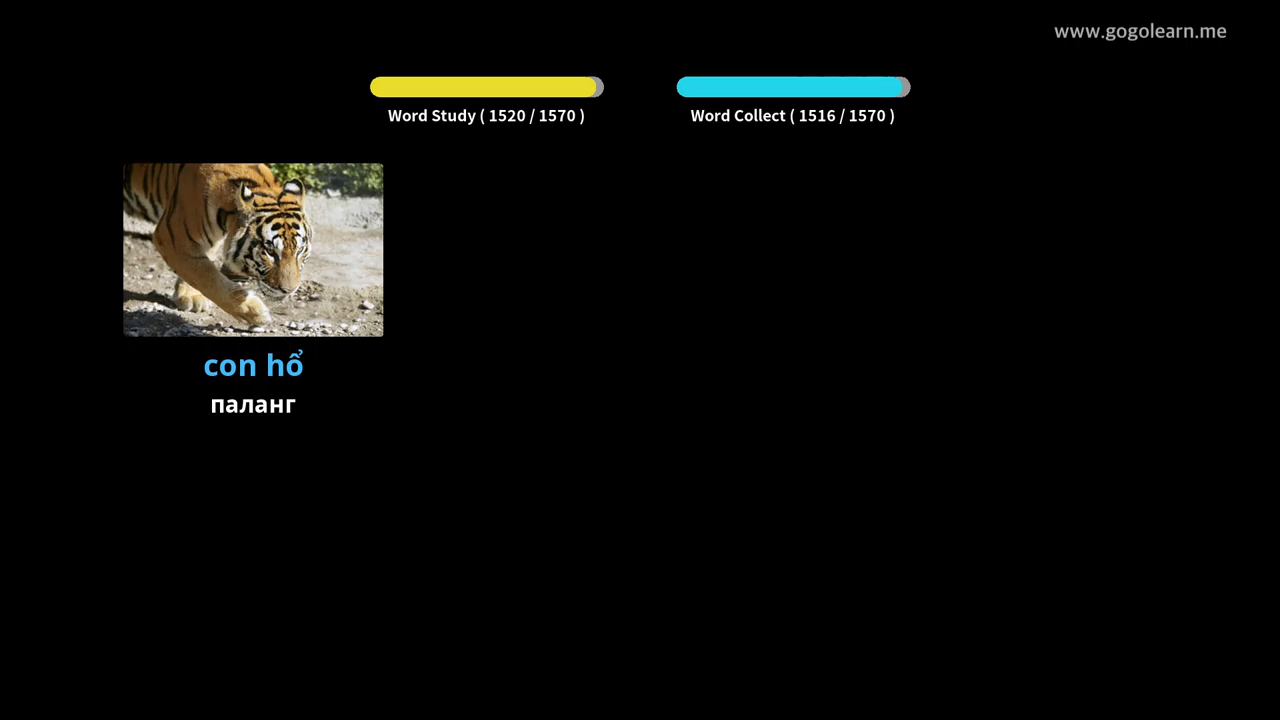 www.gogolearn.me
Word Study ( 1520 / 1570 )
Word Collect ( 1516 / 1570 )
con hổ
паланг